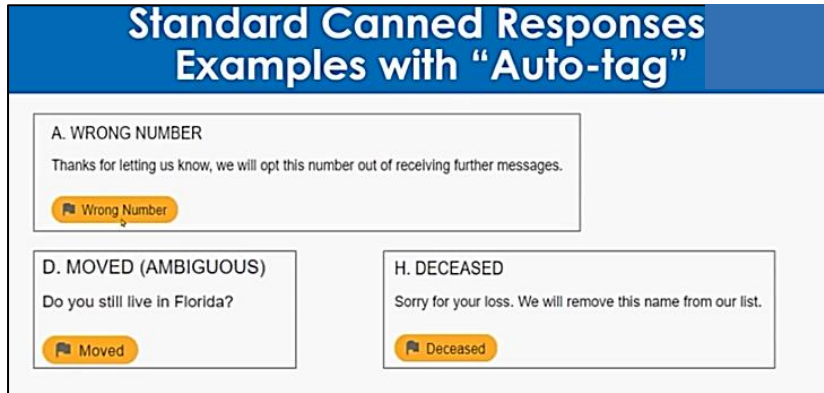 Standard Canned Responses
Examples with “Auto-tag”
A. WRONG NUMBER
Thanks for letting us know, we will opt this number out of receiving further messages.
Wrong Number
D. MOVED (AMBIGUOUS)
Do you still live in Florida?
Moved
H. DECEASED
Sorry for your loss. We will remove this name from our list.
Deceased